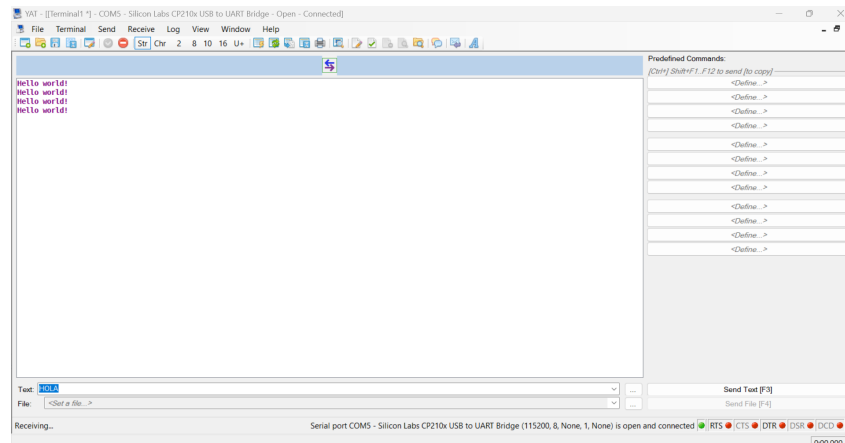 YAT - [[Terminal1 *] - COM5 - Silicon Labs CP210x USB to UART Bridge - Open - Connected]
File Terminal Send Receive Log View Window Help
Str Chr 2 8 10 16 U+
Predefined Commands:
[Ctrl+] Shift+F1..F12 to send [to copy]
Hello world!
Hello world!
Hello world!
Hello world!
<Define...>
<Define...>
<Define...>
<Define...>
<Define...>
<Define...>
<Define...>
<Define...>
<Define...>
<Define...>
<Define...>
<Define...>
Text: HOLA
... Send Text [F3]
File: <Set a file...>
... Send File [F4]
Receiving... Serial port COM5 - Silicon Labs CP210x USB to UART Bridge (115200, 8, None, 1, None) is open and connected RTS CTS DTR DSR DCD
0:00.000